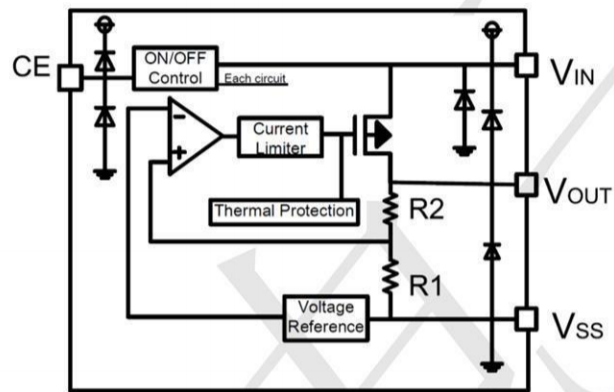 CE
ON/OFF
Control
Each circuit
VIN
-
+
Current
Limiter
Thermal Protection
VOUT
R2
R1
Voltage
Reference
VSS